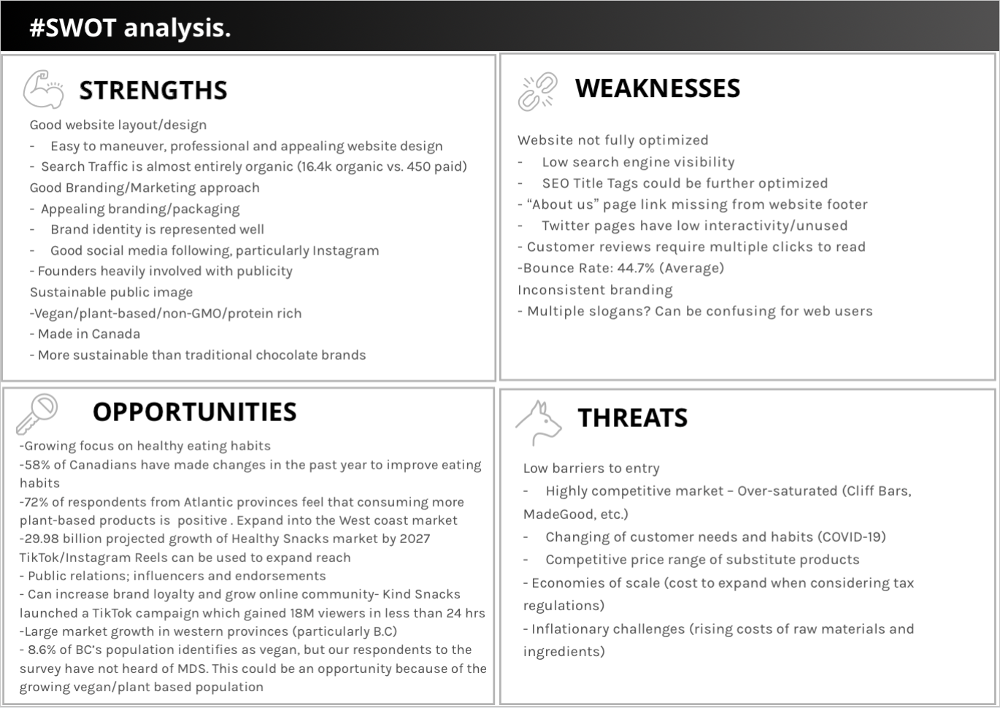 #SWOT analysis.
STRENGTHS
Good website layout/design
- Easy to maneuver, professional and appealing website design
- Search Traffic is almost entirely organic (16.4k organic vs. 450 paid)
Good Branding/Marketing approach
- Appealing branding/packaging
- Brand identity is represented well
- Good social media following, particularly Instagram
- Founders heavily involved with publicity
Sustainable public image
-Vegan/plant-based/non-GMO/protein rich
- Made in Canada
- More sustainable than traditional chocolate brands
WEAKNESSES
Website not fully optimized
- Low search engine visibility
- SEO Title Tags could be further optimized
- “About us” page link missing from website footer
- Twitter pages have low interactivity/unused
- Customer reviews require multiple clicks to read
-Bounce Rate: 44.7% (Average)
Inconsistent branding
- Multiple slogans? Can be confusing for web users
OPPORTUNITIES
-Growing focus on healthy eating habits
-58% of Canadians have made changes in the past year to improve eating
habits
-72% of respondents from Atlantic provinces feel that consuming more
plant-based products is positive . Expand into the West coast market
-29.98 billion projected growth of Healthy Snacks market by 2027
TikTok/Instagram Reels can be used to expand reach
- Public relations; influencers and endorsements
- Can increase brand loyalty and grow online community- Kind Snacks
launched a TikTok campaign which gained 18M viewers in less than 24 hrs
-Large market growth in western provinces (particularly B.C)
- 8.6% of BC’s population identifies as vegan, but our respondents to the
survey have not heard of MDS. This could be an opportunity because of the
growing vegan/plant based population
THREATS
Low barriers to entry
- Highly competitive market – Over-saturated (Cliff Bars,
MadeGood, etc.)
- Changing of customer needs and habits (COVID-19)
- Competitive price range of substitute products
- Economies of scale (cost to expand when considering tax
regulations)
- Inflationary challenges (rising costs of raw materials and
ingredients)